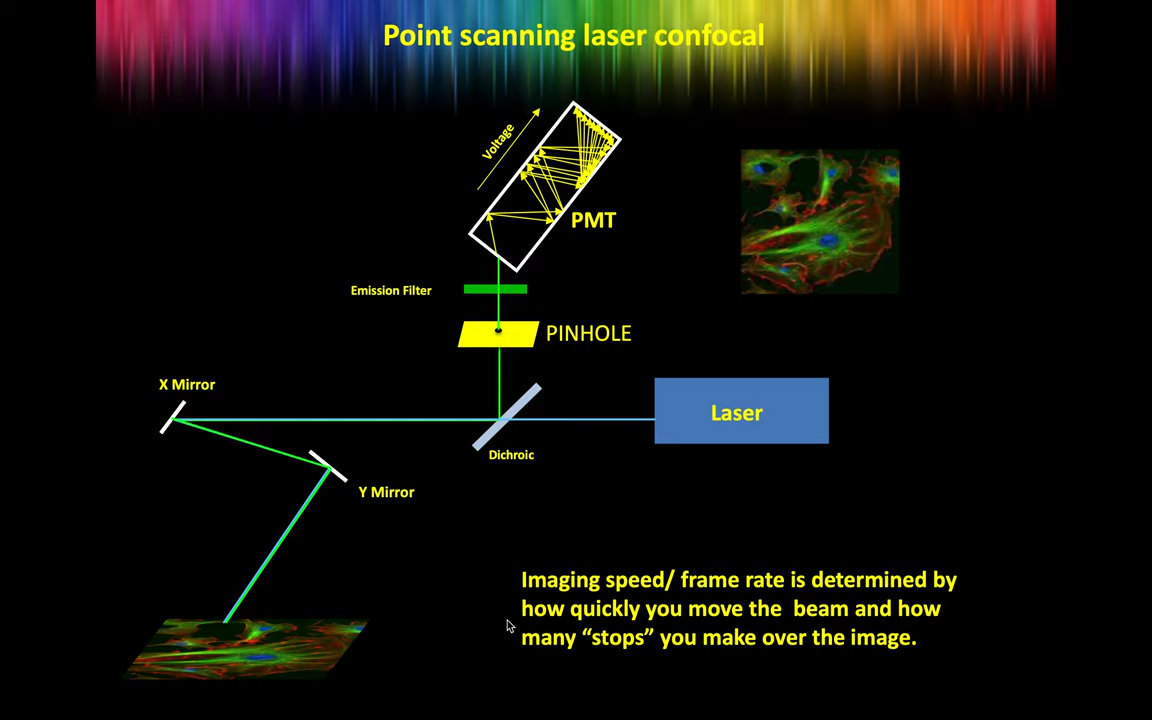 Point scanning laser confocal
Voltage
PMT
Emission Filter
PINHOLE
X Mirror
Laser
Dichroic
Y Mirror
Imaging speed/ frame rate is determined by
how quickly you move the  beam and how
many “stops” you make over the image.